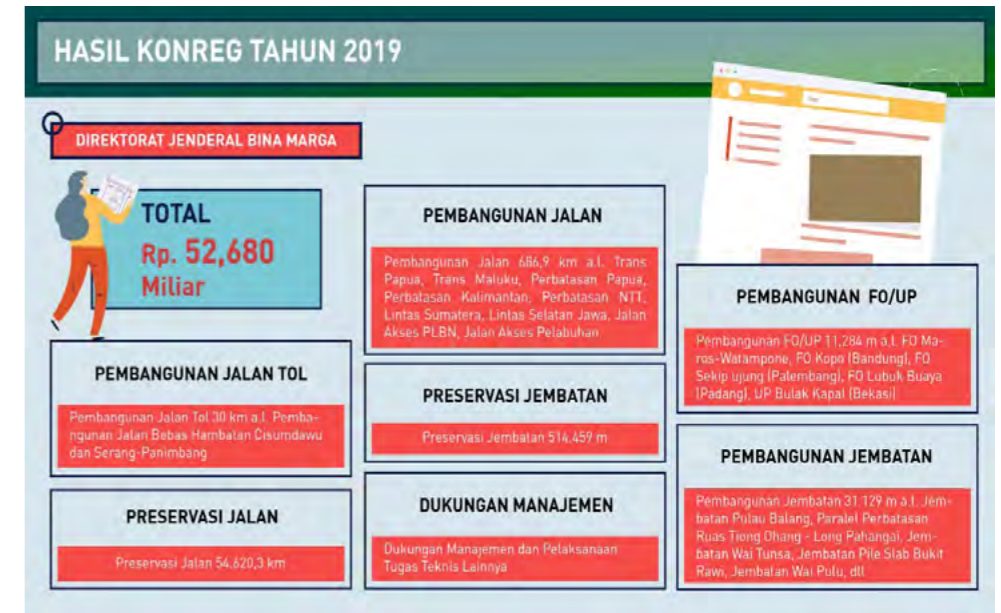 HASIL KONREG TAHUN 2019
DIREKTORAT JENDERAL BINA MARGA
TOTAL
Rp. 52,680
Miliar
PEMBANGUNAN JALAN TOL
Pembangunan Jalan Tol 30 km a.l. Pemba-
ngunan Jalan Bebas Hambatan Cisumdawu
dan Serang-Panimbang
PRESERVASI JALAN
Preservasi Jalan 54.620,3 km
PEMBANGUNAN JALAN
Pembangunan Jalan 686,9 km a.l. Trans
Papua, Trans Maluku, Perbatasan Papua,
Perbatasan Kalimantan, Perbatasan NTT,
Lintas Sumatera, Lintas Selatan Jawa, Jalan
Akses PLBN, Jalan Akses Pelabuhan
PRESERVASI JEMBATAN
Preservasi Jembatan 514.459 m
DUKUNGAN MANAJEMEN
Dukungan Manajemen dan Pelaksanaan
Tugas Teknis Lainnya
PEMBANGUNAN FO/UP
Pembangunan FO/UP 11,284 m a.l. FO Ma-
ros-Watampone, FO Kopo (Bandung), FO
Sekip ujung (Palembang), FO Lubuk Buaya
(Padang), UP Bulak Kapal (Bekasi)
PEMBANGUNAN JEMBATAN
Pembangunan Jembatan 31.129 m a.l. Jem-
batan Pulau Balang, Paralel Perbatasan
Ruas Tiong Ohang - Long Pahangai, Jem-
batan Wai Tunsa, Jembatan Pile Slab Bukit
Rawi, Jembatan Wai Pulu, dll